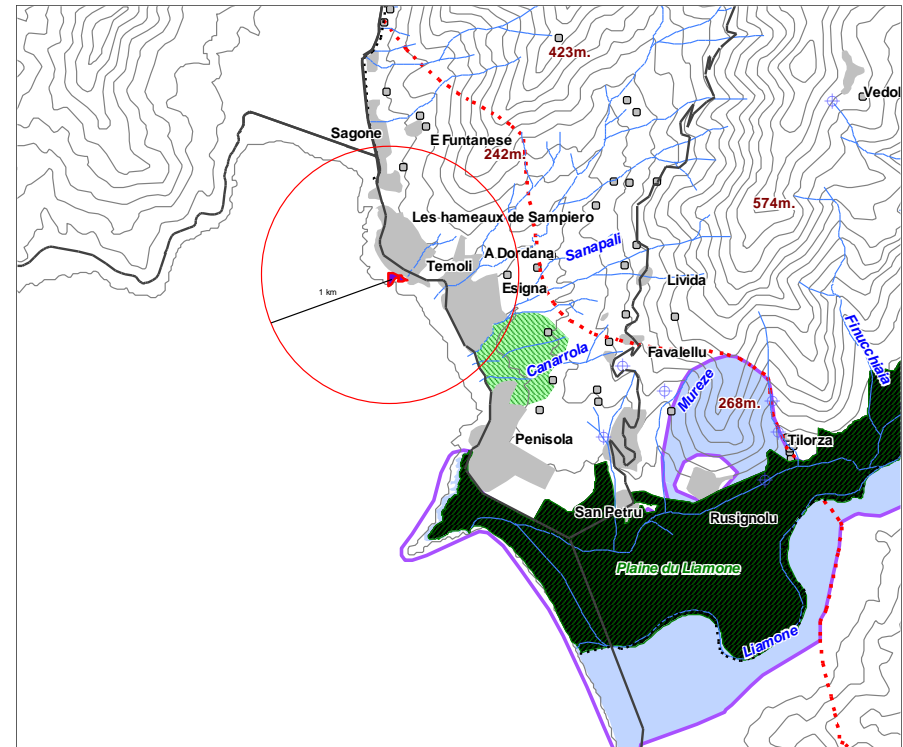 423m.
Vedol
Sagone
E Funtanese
242m.
574m.
Les hameaux de Sampiero
A Dordana
Sanapali
Temoli
Livida
Esigna
1 km
Finucchiaia
Favalellu
Canarrola
Mureze
268m.
Penisola
Tilorza
San Petru
Rusignolu
Plaine du Liamone
Liamone